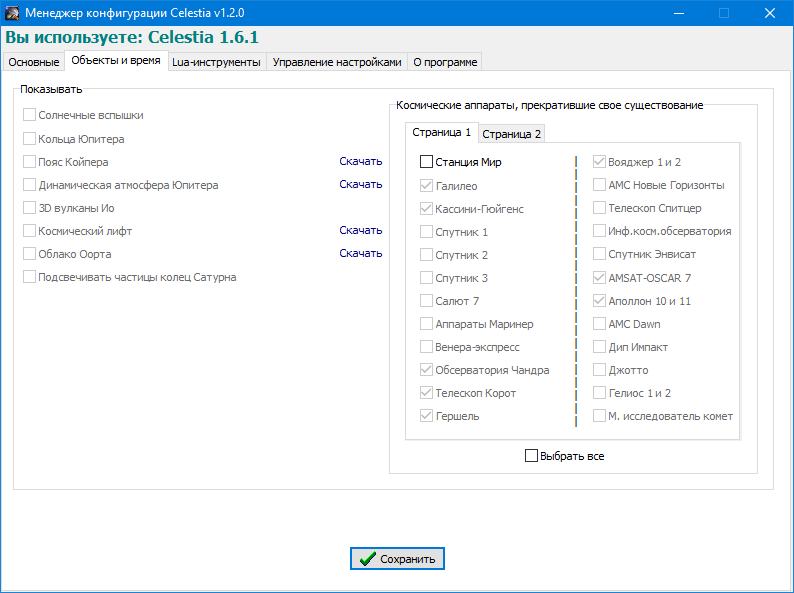 Менеджер конфигурации Celestia v1.2.0
Вы используете: Celestia 1.6.1
Основные
Объекты и время
Lua-инструменты
Управление настройками
О программе
Показывать
Солнечные вспышки
Кольца Юпитера
Пояс Койпера Скачать
Динамическая атмосфера Юпитера Скачать
3D вулканы Ио
Космический лифт Скачать
Облако Оорта Скачать
Подсвечивать частицы колец Сатурна
Космические аппараты, прекратившие свое существование
Страница 1
Страница 2
Станция Мир
Галилео
Кассини-Гюйгенс
Спутник 1
Спутник 2
Спутник 3
Салют 7
Аппараты Маринер
Венера-экспресс
Обсерватория Чандра
Телескоп Корот
Гершель
Вояджер 1 и 2
АМС Новые Горизонты
Телескоп Спитцер
Инф.косм.обсерватория
Спутник Энвисат
AMSAT-OSCAR 7
Аполлон 10 и 11
АМС Dawn
Дип Импакт
Джотто
Гелиос 1 и 2
М. исследователь комет
Выбрать все
Сохранить